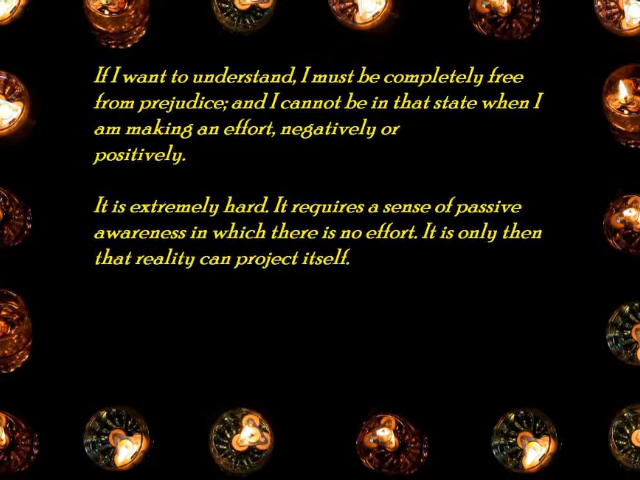 If I want to understand, I must be completely free
from prejudice; and I cannot be in that state when I
am making an effort, negatively or
positively.
It is extremely hard. It requires a sense of passive
awareness in which there is no effort. It is only then
that reality can project itself.